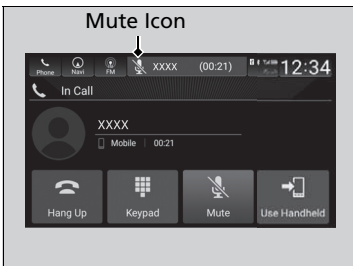 Mute Icon
Phone Navi FM XXXX (00:21) 12:34
In Call
XXXX
Mobile 00:21
Hang Up Keypad Mute Use Handheld